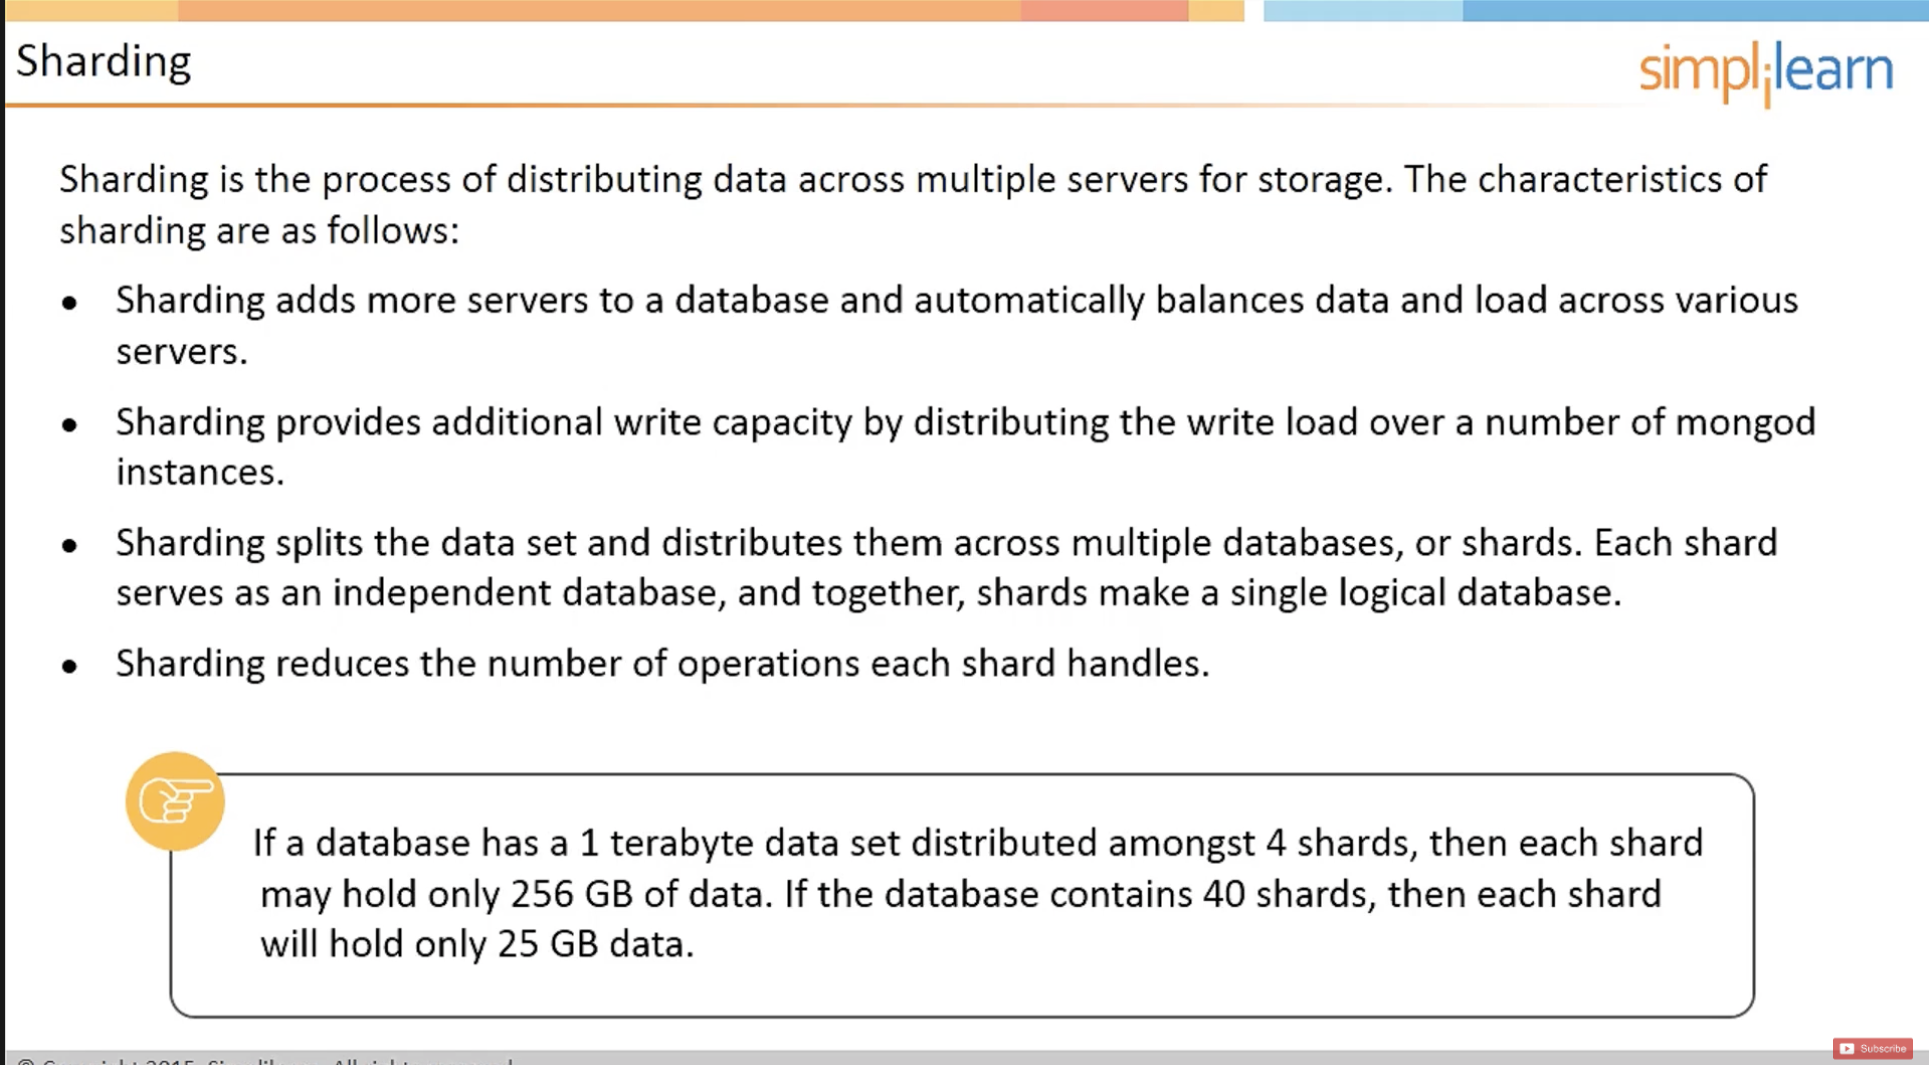 Sharding
simplilearn
Sharding is the process of distributing data across multiple servers for storage. The characteristics of
sharding are as follows:
• Sharding adds more servers to a database and automatically balances data and load across various
servers.
• Sharding provides additional write capacity by distributing the write load over a number of mongod
instances.
• Sharding splits the data set and distributes them across multiple databases, or shards. Each shard
serves as an independent database, and together, shards make a single logical database.
• Sharding reduces the number of operations each shard handles.
If a database has a 1 terabyte data set distributed amongst 4 shards, then each shard
may hold only 256 GB of data. If the database contains 40 shards, then each shard
will hold only 25 GB data.
Subscribe